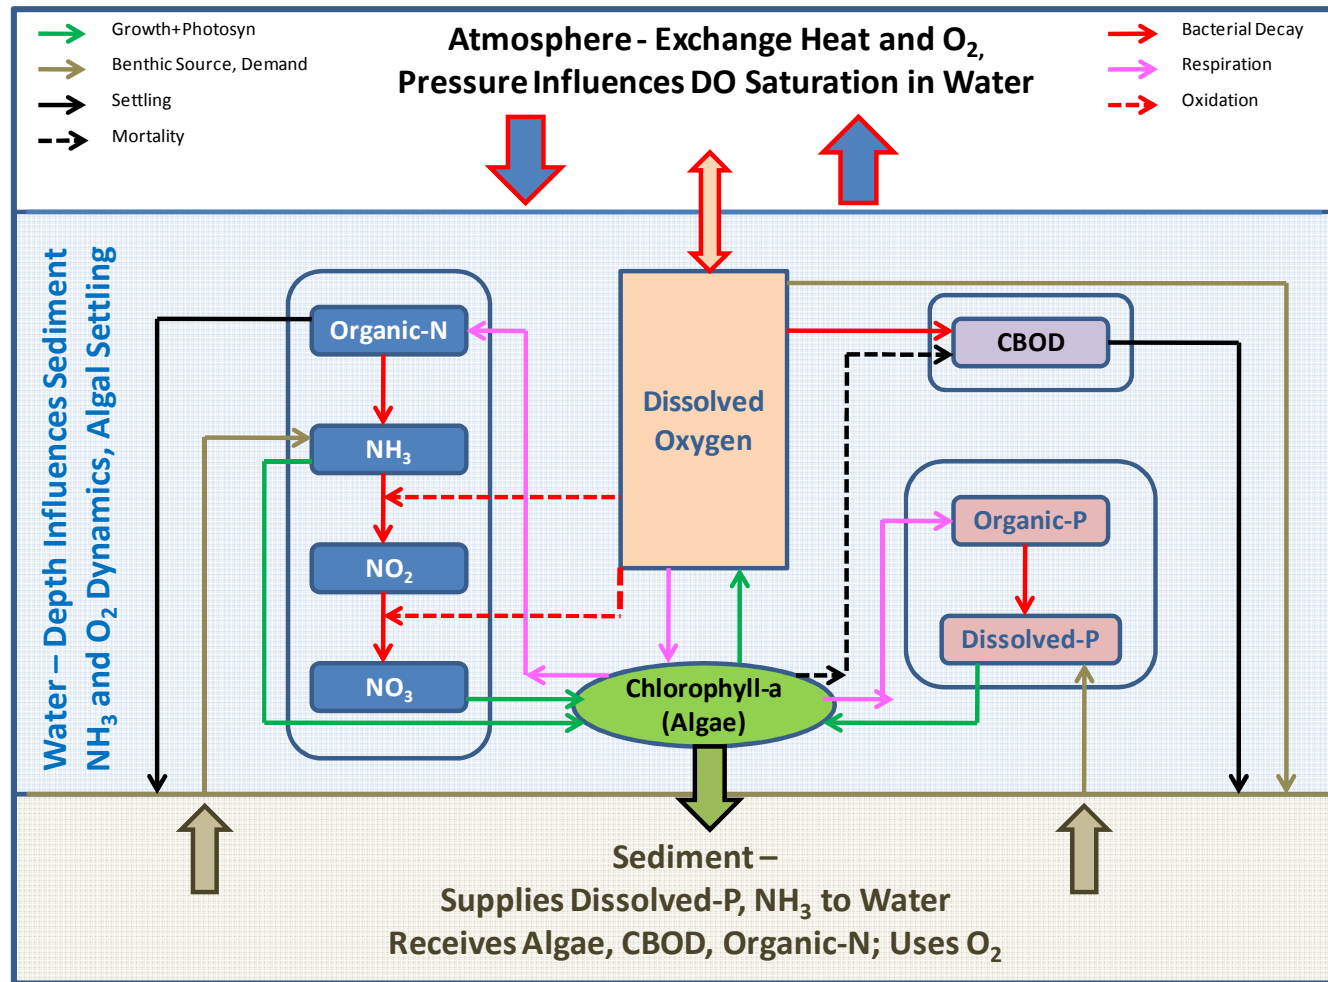 Growth+Photosyn
Benthic Source, Demand
Settling
Mortality
Atmosphere - Exchange Heat and O₂,
Pressure Influences DO Saturation in Water
Bacterial Decay
Respiration
Oxidation
Water – Depth Influences Sediment
NH₃ and O₂ Dynamics, Algal Settling
Organic-N
NH₃
NO₂
NO₃
Dissolved
Oxygen
CBOD
Organic-P
Dissolved-P
Chlorophyll-a
(Algae)
Sediment –
Supplies Dissolved-P, NH₃ to Water
Receives Algae, CBOD, Organic-N; Uses O₂